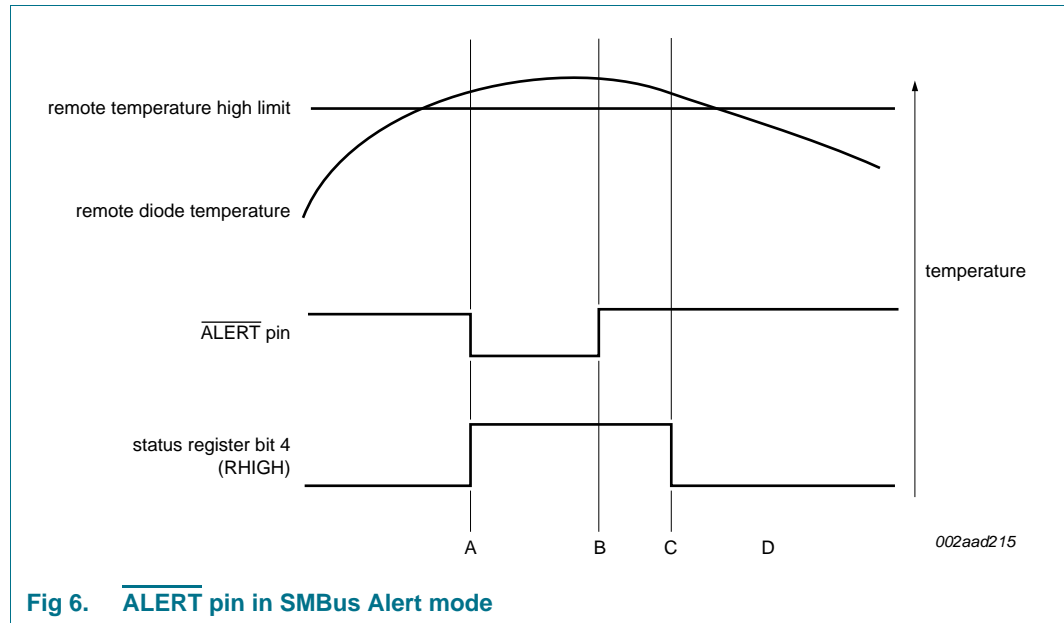 remote temperature high limit
remote diode temperature
temperature
ALERT pin
status register bit 4
(RHIGH)
A B C D
002aad215
Fig 6. ALERT pin in SMBus Alert mode